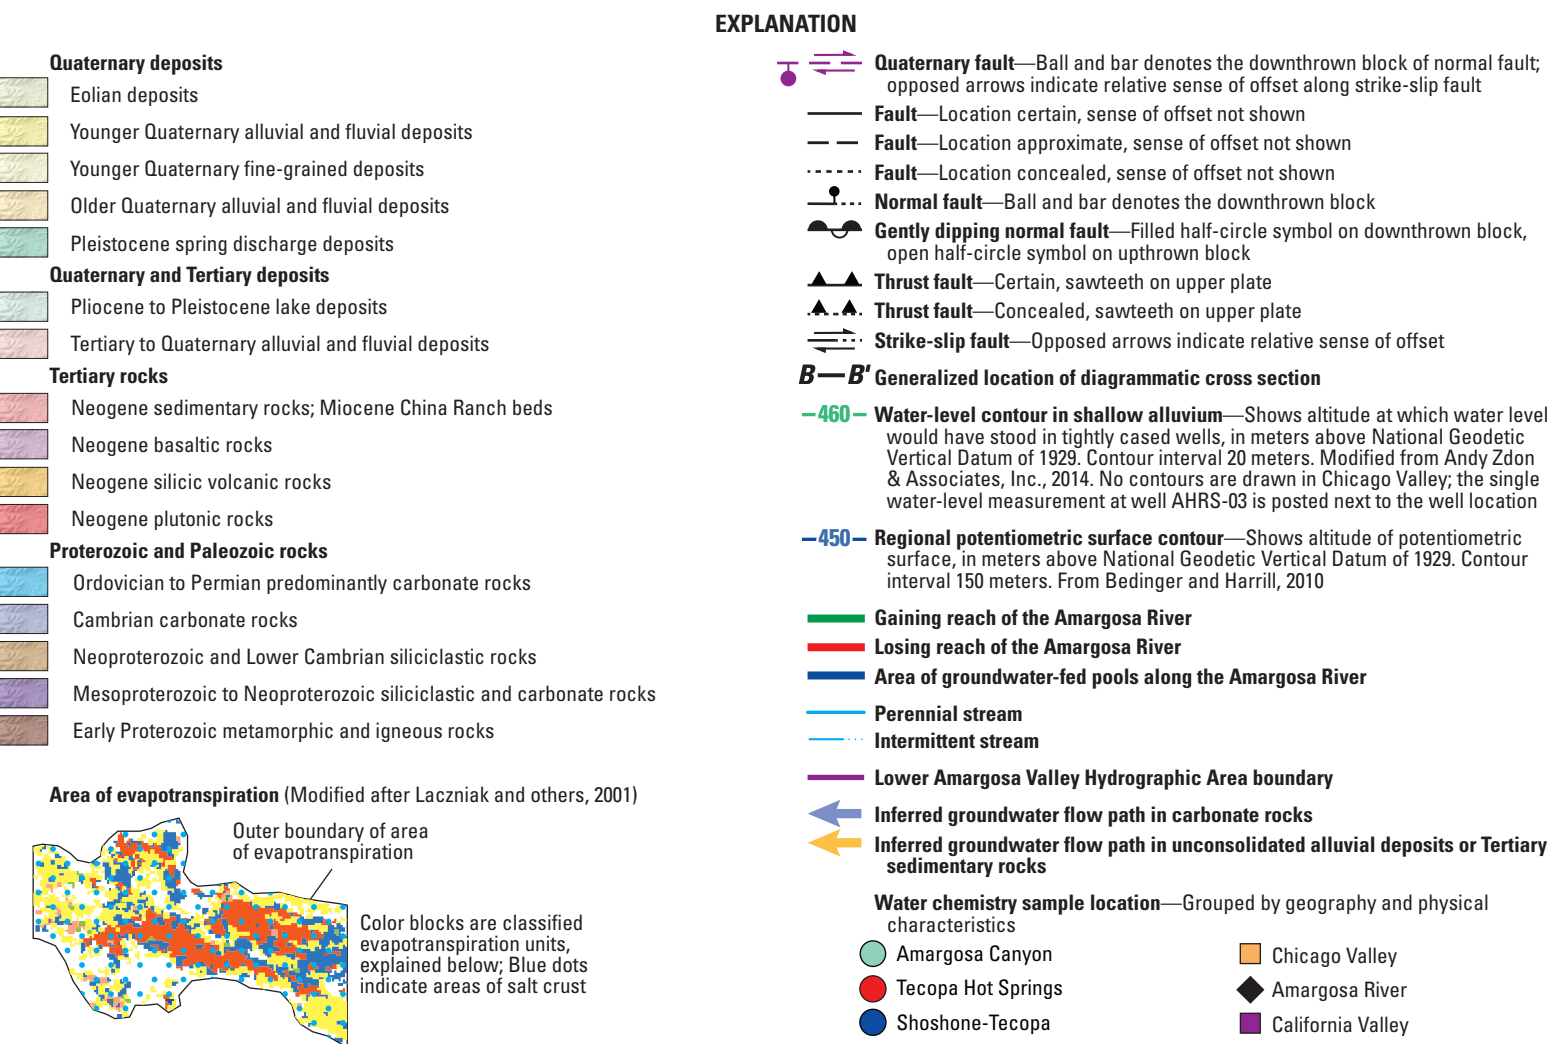 EXPLANATION
Quaternary deposits
Eolian deposits
Younger Quaternary alluvial and fluvial deposits
Younger Quaternary fine-grained deposits
Older Quaternary alluvial and fluvial deposits
Pleistocene spring discharge deposits
Quaternary and Tertiary deposits
Pliocene to Pleistocene lake deposits
Tertiary to Quaternary alluvial and fluvial deposits
Tertiary rocks
Neogene sedimentary rocks; Miocene China Ranch beds
Neogene basaltic rocks
Neogene silicic volcanic rocks
Neogene plutonic rocks
Proterozoic and Paleozoic rocks
Ordovician to Permian predominantly carbonate rocks
Cambrian carbonate rocks
Neoproterozoic and Lower Cambrian siliciclastic rocks
Mesoproterozoic to Neoproterozoic siliciclastic and carbonate rocks
Early Proterozoic metamorphic and igneous rocks
Area of evapotranspiration (Modified after Laczniak and others, 2001)
Outer boundary of area
of evapotranspiration
Color blocks are classified
evapotranspiration units,
explained below; Blue dots
indicate areas of salt crust
Quaternary fault—Ball and bar denotes the downthrown block of normal fault;
opposed arrows indicate relative sense of offset along strike-slip fault
Fault—Location certain, sense of offset not shown
Fault—Location approximate, sense of offset not shown
Fault—Location concealed, sense of offset not shown
Normal fault—Ball and bar denotes the downthrown block
Gently dipping normal fault—Filled half-circle symbol on downthrown block,
open half-circle symbol on upthrown block
Thrust fault—Certain, sawteeth on upper plate
Thrust fault—Concealed, sawteeth on upper plate
Strike-slip fault—Opposed arrows indicate relative sense of offset
B—B' Generalized location of diagrammatic cross section
460 Water-level contour in shallow alluvium—Shows altitude at which water level
would have stood in tightly cased wells, in meters above National Geodetic
Vertical Datum of 1929. Contour interval 20 meters. Modified from Andy Zdon
& Associates, Inc., 2014. No contours are drawn in Chicago Valley; the single
water-level measurement at well AHRS-03 is posted next to the well location
450 Regional potentiometric surface contour—Shows altitude of potentiometric
surface, in meters above National Geodetic Vertical Datum of 1929. Contour
interval 150 meters. From Bedinger and Harrill, 2010
Gaining reach of the Amargosa River
Losing reach of the Amargosa River
Area of groundwater-fed pools along the Amargosa River
Perennial stream
Intermittent stream
Lower Amargosa Valley Hydrographic Area boundary
Inferred groundwater flow path in carbonate rocks
Inferred groundwater flow path in unconsolidated alluvial deposits or Tertiary
sedimentary rocks
Water chemistry sample location—Grouped by geography and physical
characteristics
Amargosa Canyon
Tecopa Hot Springs
Shoshone-Tecopa
Chicago Valley
Amargosa River
California Valley